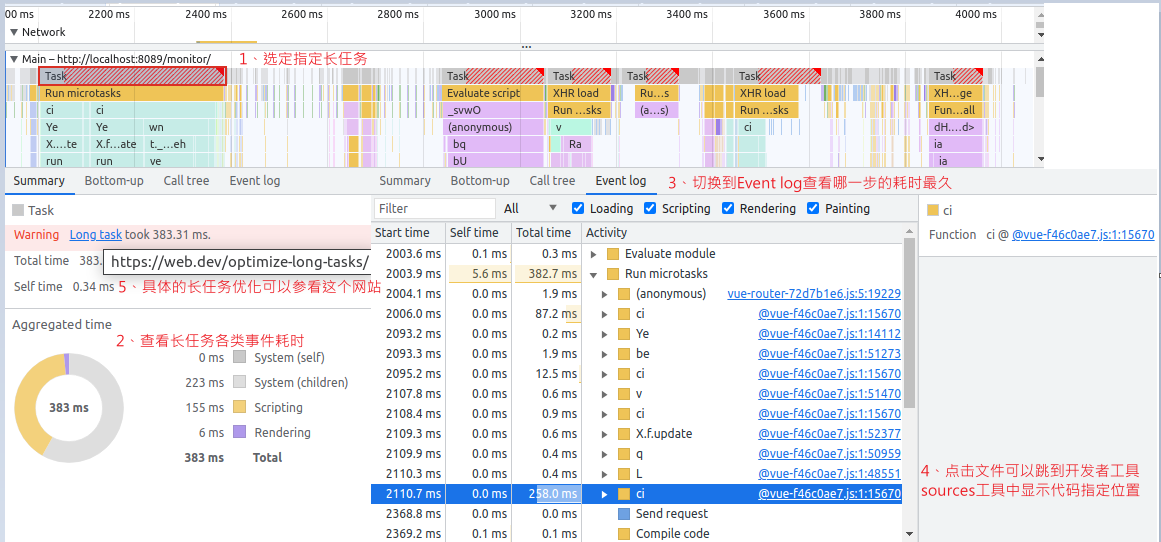 00 ms 2200 ms 2400 ms 2600 ms 2800 ms 3000 ms 3200 ms 3400 ms 3600 ms 3800 ms 4000 ms
▼ Network
...
▼ Main – http://localhost:8089/monitor/ 1、选定指定长任务
Task Task Task Task Task Task
Run microtasks Evaluate script XHR load Ru...s XHR load XH...ge
ci ci _svwO Run ...sks (a...s) Run ...sks Fun...all
Ye Ye wn (anonymous) v ci dH....d>
X....te X.f...ate t._...eh bq Ra ia
run run ve bU ia
Summary Bottom-up Call tree Event log
Task
Warning Long task took 383.31 ms.
Total time 383.
https://web.dev/optimize-long-tasks/
Self time 0.34 ms
5、具体的长任务优化可以参看这个网站
Aggregated time
2、查看长任务各类事件耗时
383 ms
0 ms System (self)
223 ms System (children)
155 ms Scripting
6 ms Rendering
383 ms Total
Summary Bottom-up Call tree Event log
3、切换到Event log查看哪一步的耗时最久
Filter All ▼ Loading Scripting Rendering Painting
Start time Self time Total time Activity
2003.6 ms 0.1 ms 0.3 ms Evaluate module
2003.9 ms 5.6 ms 382.7 ms Run microtasks
2004.1 ms 0.0 ms 1.9 ms (anonymous) vue-router-72d7b1e6.js:5:19229
2006.0 ms 0.0 ms 87.2 ms ci @vue-f46c0ae7.js:1:15670
2093.2 ms 0.0 ms 0.2 ms Ye @vue-f46c0ae7.js:1:14112
2093.3 ms 0.0 ms 1.9 ms be @vue-f46c0ae7.js:1:51273
2095.2 ms 0.0 ms 12.5 ms ci @vue-f46c0ae7.js:1:15670
2107.8 ms 0.0 ms 0.6 ms v @vue-f46c0ae7.js:1:51470
2108.4 ms 0.0 ms 0.9 ms ci @vue-f46c0ae7.js:1:15670
2109.3 ms 0.0 ms 0.6 ms X.f.update @vue-f46c0ae7.js:1:52377
2109.9 ms 0.0 ms 0.4 ms q @vue-f46c0ae7.js:1:50959
2110.3 ms 0.0 ms 0.4 ms L @vue-f46c0ae7.js:1:48551
2110.7 ms 0.0 ms 258.0 ms ci @vue-f46c0ae7.js:1:15670
2368.8 ms 0.0 ms 0.0 ms Send request
2369.2 ms 0.1 ms 0.1 ms Compile code
ci
Function ci @ @vue-f46c0ae7.js:1:15670
4、点击文件可以跳到开发者工具
sources工具中显示代码指定位置